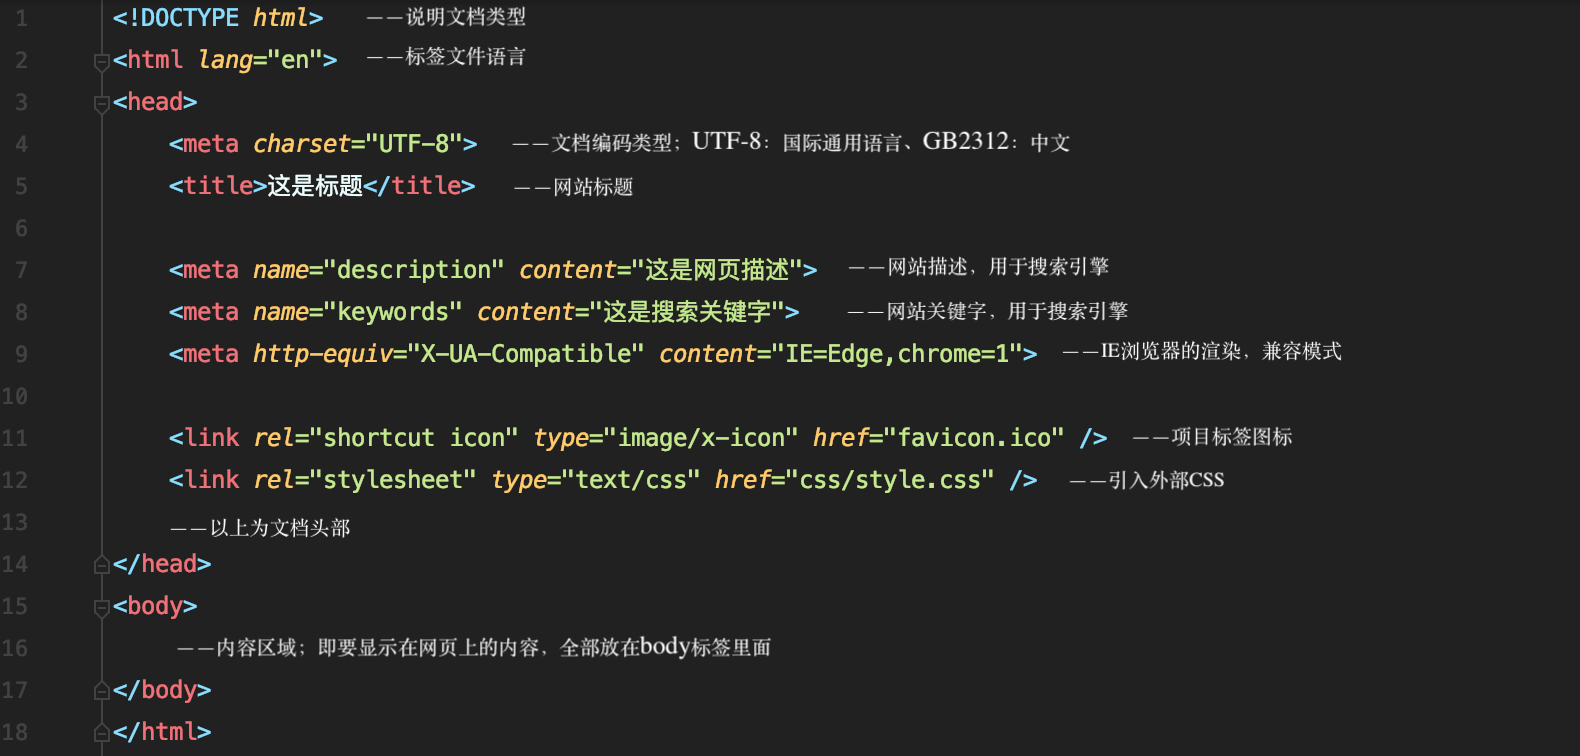 1 <!DOCTYPE html> ——说明文档类型
2 <html lang="en"> ——标签文件语言
3 <head>
4 <meta charset="UTF-8"> ——文档编码类型；UTF-8：国际通用语言、GB2312：中文
5 <title>这是标题</title> ——网站标题
6
7 <meta name="description" content="这是网页描述"> ——网站描述，用于搜索引擎
8 <meta name="keywords" content="这是搜索关键字"> ——网站关键字，用于搜索引擎
9 <meta http-equiv="X-UA-Compatible" content="IE=Edge,chrome=1"> ——IE浏览器的渲染，兼容模式
10
11 <link rel="shortcut icon" type="image/x-icon" href="favicon.ico" /> ——项目标签图标
12 <link rel="stylesheet" type="text/css" href="css/style.css" /> ——引入外部CSS
13 ——以上为文档头部
14 </head>
15 <body>
16 ——内容区域；即要显示在网页上的内容，全部放在body标签里面
17 </body>
18 </html>